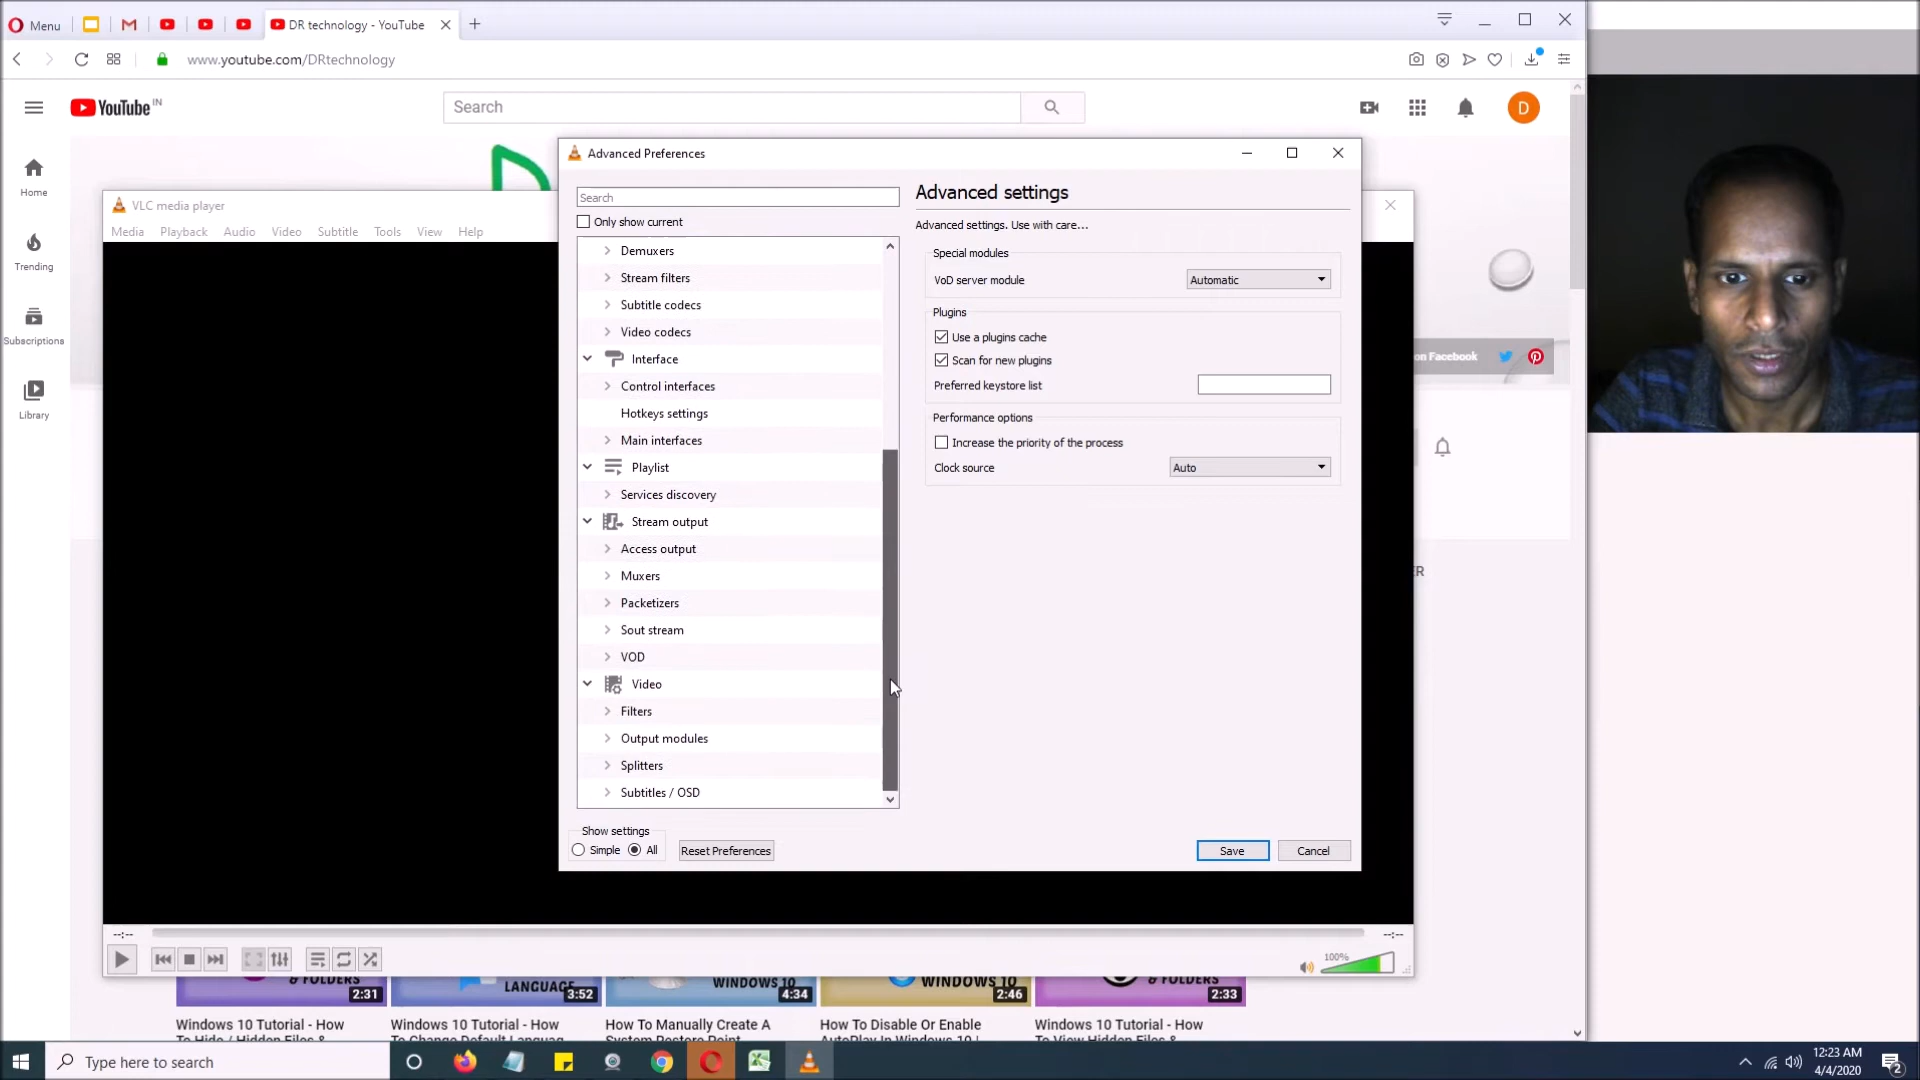 Menu
DR technology - YouTube
www.youtube.com/DRtechnology
YouTube IN
Search
D
Home
Trending
Subscriptions
Library
VLC media player
Media Playback Audio Video Subtitle Tools View Help
Advanced Preferences
Search
Only show current
Demuxers
Stream filters
Subtitle codecs
Video codecs
Interface
Control interfaces
Hotkeys settings
Main interfaces
Playlist
Services discovery
Stream output
Access output
Muxers
Packetizers
Sout stream
VOD
Video
Filters
Output modules
Splitters
Subtitles / OSD
Show settings
Simple All
Reset Preferences
Advanced settings
Advanced settings. Use with care...
Special modules
VoD server module Automatic
Plugins
Use a plugins cache
Scan for new plugins
Preferred keystore list
Performance options
Increase the priority of the process
Clock source Auto
Save Cancel
on Facebook
--:-- --:--
100%
& FOLDERS 2:31
LANGUAGE 3:52
WINDOWS 10 4:34
WINDOWS 10 2:46
& FOLDERS 2:33
Windows 10 Tutorial - How Windows 10 Tutorial - How How To Manually Create A How To Disable Or Enable Windows 10 Tutorial - How
Type here to search
12:23 AM
4/4/2020
2